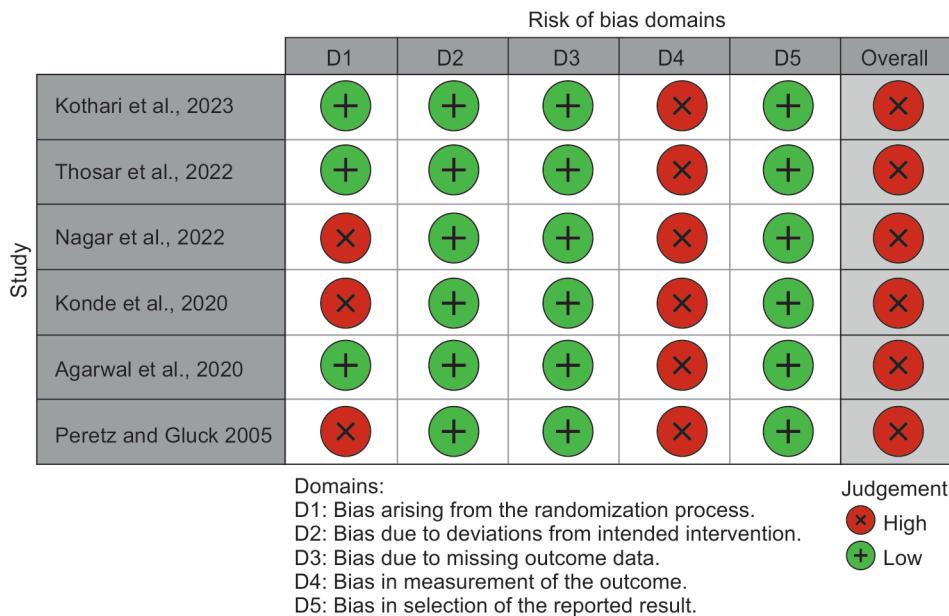 Risk of bias domains
D1 D2 D3 D4 D5 Overall
Study
Kothari et al., 2023
Thosar et al., 2022
Nagar et al., 2022
Konde et al., 2020
Agarwal et al., 2020
Peretz and Gluck 2005
Domains:
D1: Bias arising from the randomization process.
D2: Bias due to deviations from intended intervention.
D3: Bias due to missing outcome data.
D4: Bias in measurement of the outcome.
D5: Bias in selection of the reported result.
Judgement
High
Low